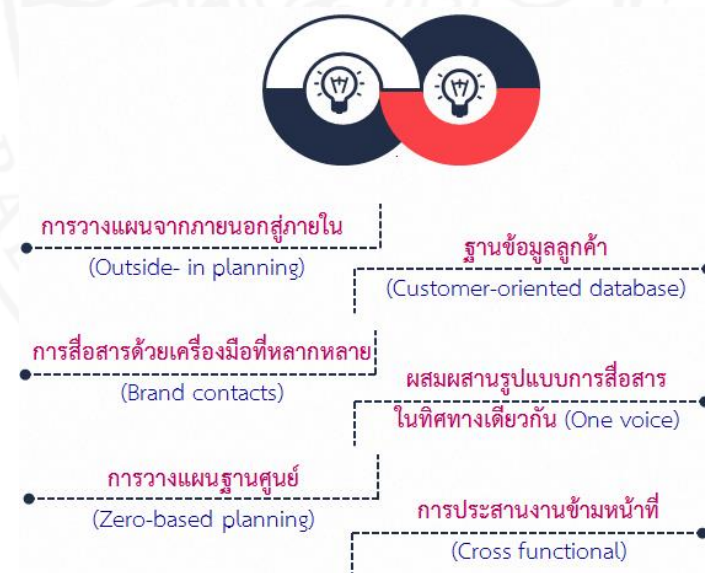 การวางแผนจากภายนอกสู่ภายใน
(Outside- in planning)
ฐานข้อมูลลูกค้า
(Customer-oriented database)
การสื่อสารด้วยเครื่องมือที่หลากหลาย
(Brand contacts)
ผสมผสานรูปแบบการสื่อสาร
ในทิศทางเดียวกัน (One voice)
การวางแผนฐานศูนย์
(Zero-based planning)
การประสานงานข้ามหน้าที่
(Cross functional)